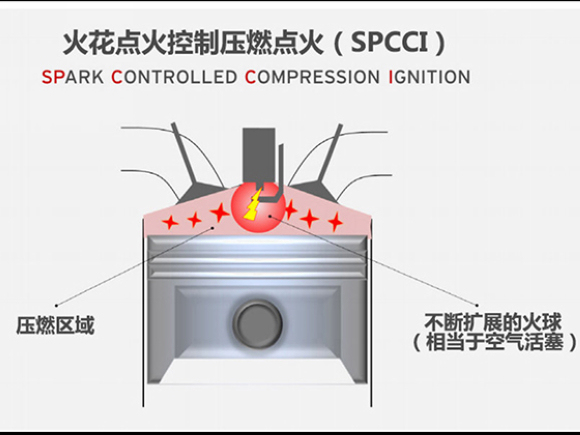 火花点火控制压燃点火（SPCCI）
SPARK CONTROLLED COMPRESSION IGNITION
压燃区域
不断扩展的火球
（相当于空气活塞）